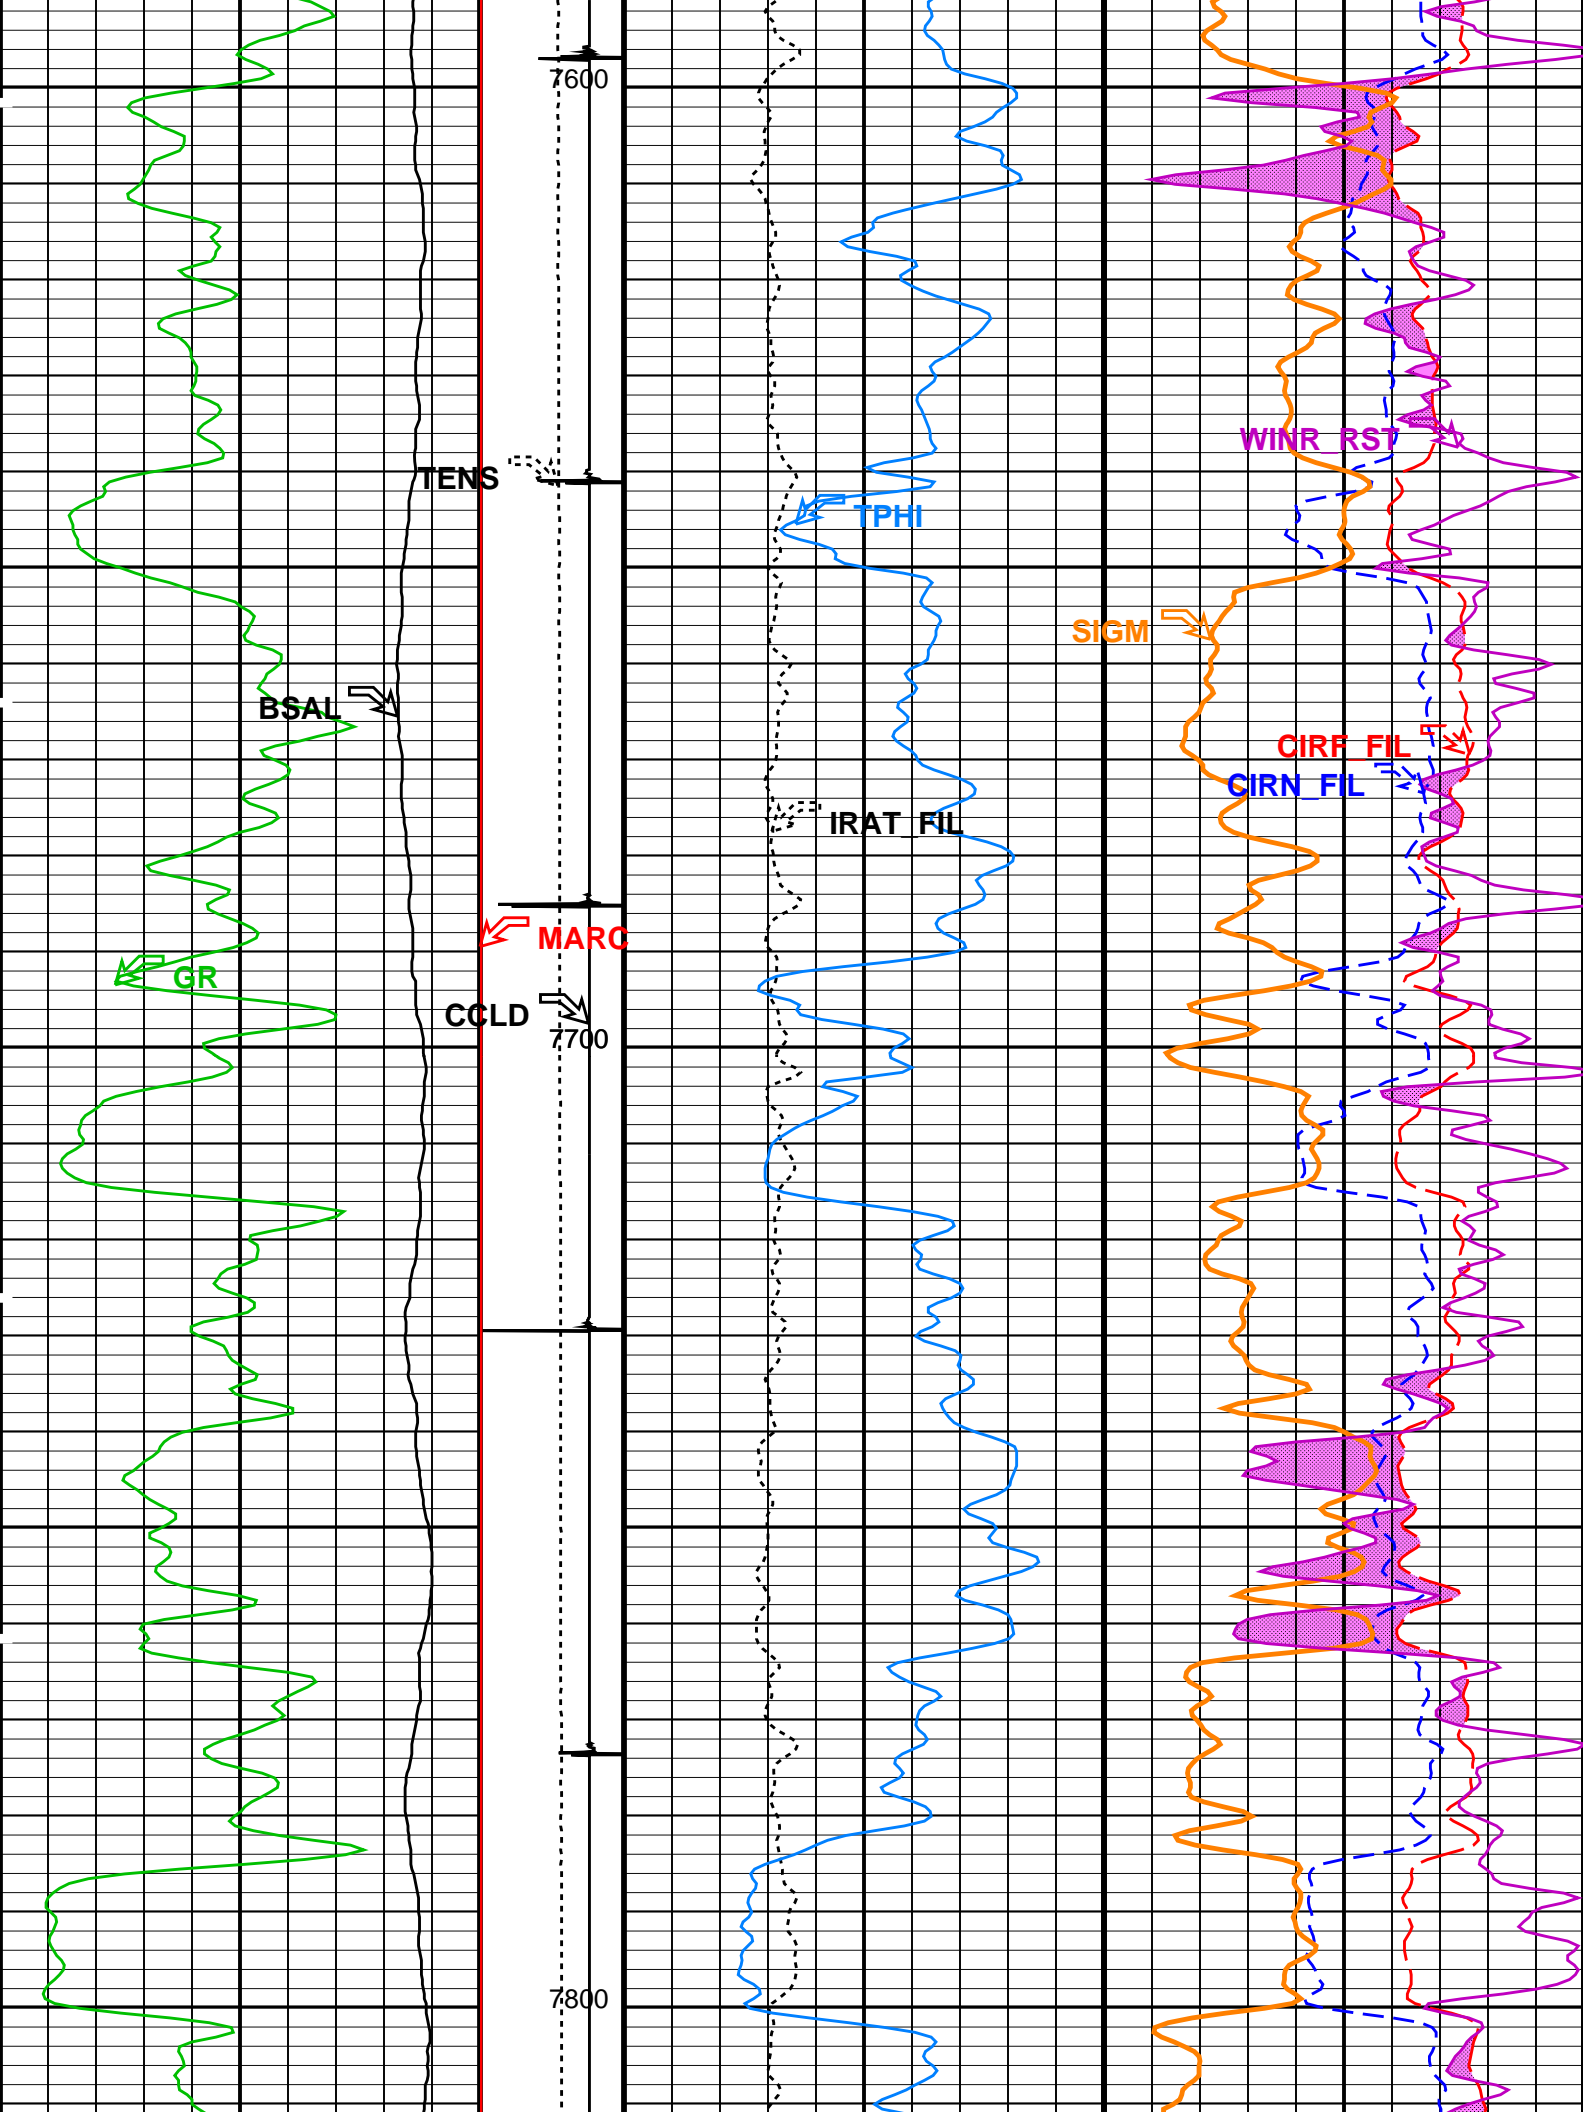 7600
WINR_RST
TENS
TPHI
SIGM
BSAL
CIRF_FIL
CIRN_FIL
IRAT_FIL
MARC
GR
CCLD
7700
7800